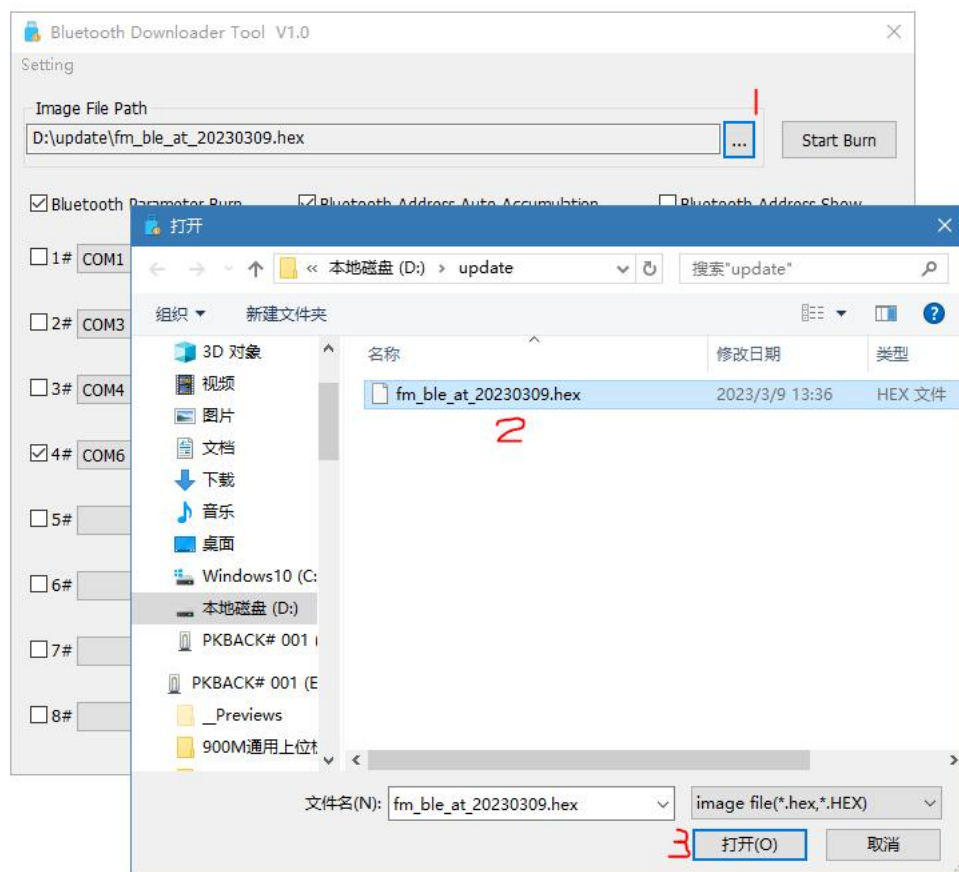 Bluetooth Downloader Tool V1.0
Setting
Image File Path
1
D:\update\fm_ble_at_20230309.hex
...
Start Burn
Bluetooth Parameter Burn
Bluetooth Address Auto Accumulation
Bluetooth Address Show
打开
1# COM1
« 本地磁盘 (D:) › update
搜索"update"
组织
新建文件夹
2# COM3
3D 对象
名称
修改日期
类型
视频
3# COM4
fm_ble_at_20230309.hex
2023/3/9 13:36
HEX 文件
图片
2
文档
4# COM6
下载
音乐
5#
桌面
Windows10 (C:
6#
本地磁盘 (D:)
PKBACK# 001 (
7#
PKBACK# 001 (E
__Previews
8#
900M通用上位
文件名(N):
fm_ble_at_20230309.hex
image file(*.hex,*.HEX)
3
打开(O)
取消